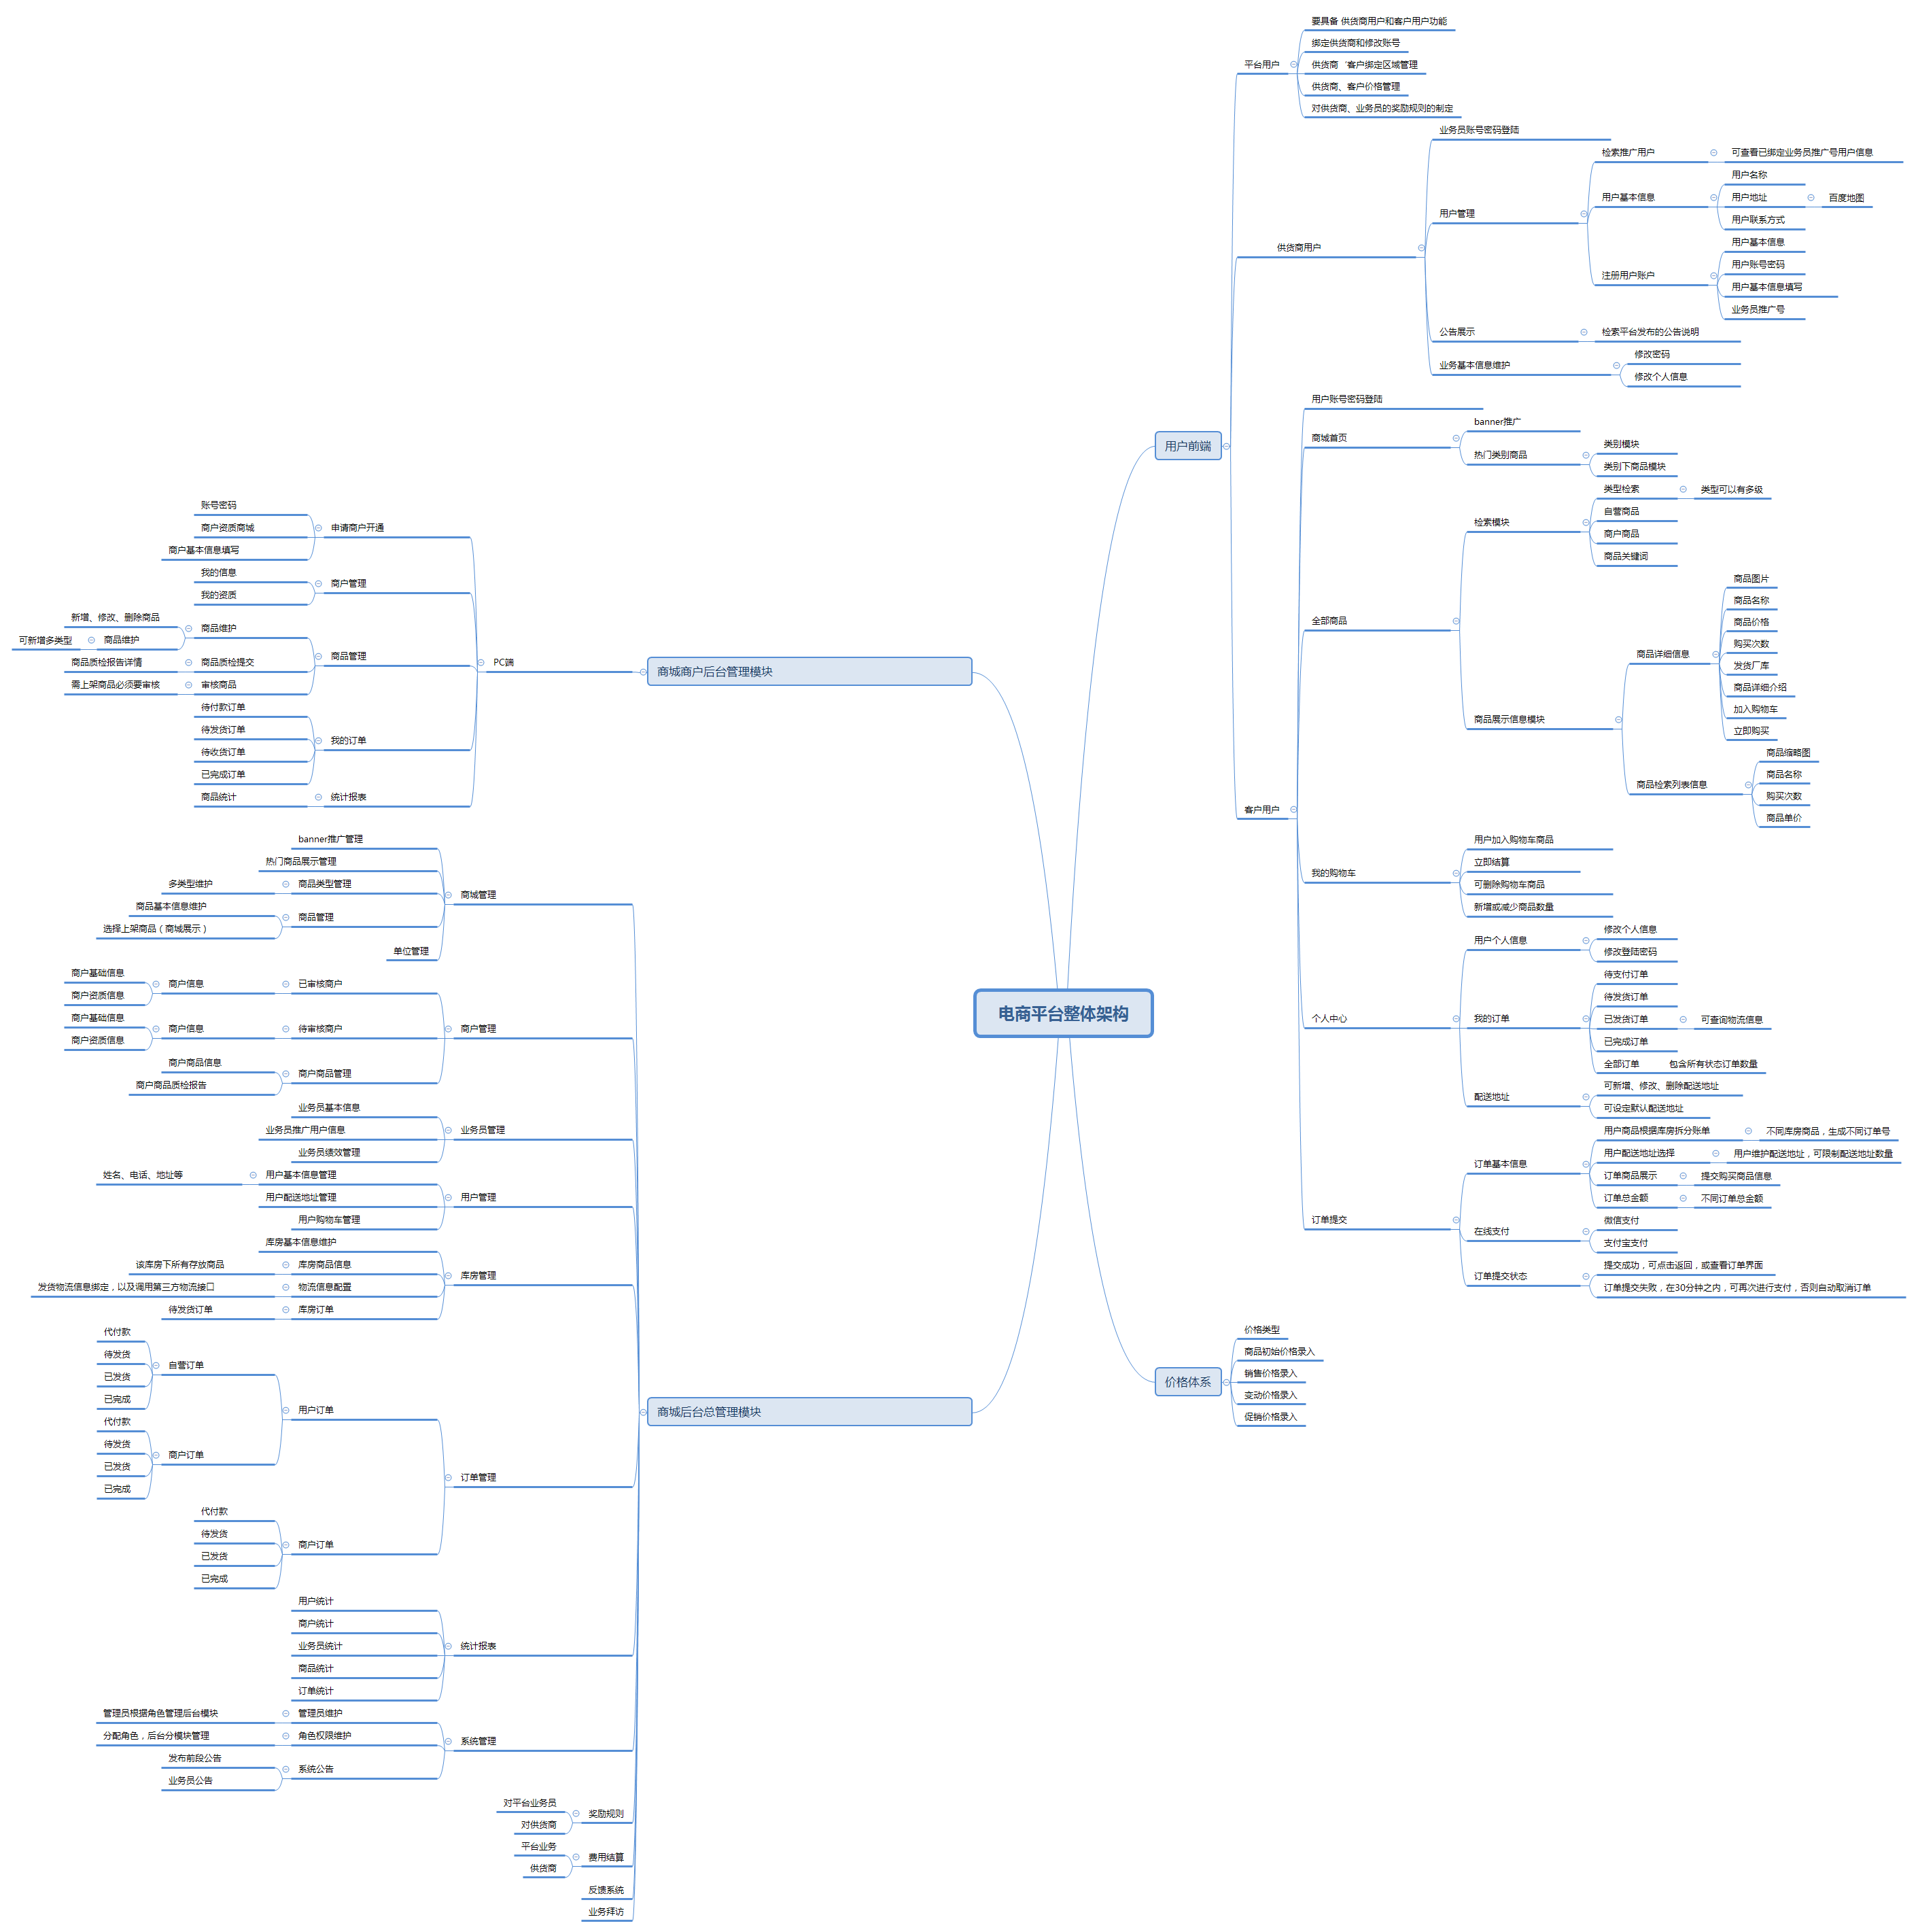 电商平台整体架构
用户前端
平台用户
要具备 供货商用户和客户用户功能
绑定供货商和修改账号
供货商 ‘客户绑定区域管理
供货商、客户价格管理
对供货商、业务员的奖励规则的制定
供货商用户
业务员账号密码登陆
用户管理
检索推广用户
可查看已绑定业务员推广号用户信息
用户基本信息
用户名称
用户地址
百度地图
用户联系方式
注册用户账户
用户基本信息
用户账号密码
用户基本信息填写
业务员推广号
公告展示
检索平台发布的公告说明
业务基本信息维护
修改密码
修改个人信息
客户用户
用户账号密码登陆
商城首页
banner推广
热门类别商品
类别模块
类别下商品模块
全部商品
检索模块
类型检索
类型可以有多级
自营商品
商户商品
商品关键词
商品展示信息模块
商品详细信息
商品图片
商品名称
商品价格
购买次数
发货厂库
商品详细介绍
加入购物车
立即购买
商品检索列表信息
商品缩略图
商品名称
购买次数
商品单价
我的购物车
用户加入购物车商品
立即结算
可删除购物车商品
新增或减少商品数量
个人中心
用户个人信息
修改个人信息
修改登陆密码
我的订单
待支付订单
待发货订单
已发货订单
可查询物流信息
已完成订单
全部订单
包含所有状态订单数量
配送地址
可新增、修改、删除配送地址
可设定默认配送地址
订单提交
订单基本信息
用户商品根据库房拆分账单
不同库房商品，生成不同订单号
用户配送地址选择
用户维护配送地址，可限制配送地址数量
订单商品展示
提交购买商品信息
订单总金额
不同订单总金额
在线支付
微信支付
支付宝支付
订单提交状态
提交成功，可点击返回，或查看订单界面
订单提交失败，在30分钟之内，可再次进行支付，否则自动取消订单
价格体系
价格类型
商品初始价格录入
销售价格录入
变动价格录入
促销价格录入
商城商户后台管理模块
PC端
申请商户开通
账号密码
商户资质商城
商户基本信息填写
商户管理
我的信息
我的资质
商品管理
商品维护
新增、修改、删除商品
商品维护
可新增多类型
商品质检提交
商品质检报告详情
审核商品
需上架商品必须要审核
我的订单
待付款订单
待发货订单
待收货订单
已完成订单
统计报表
商品统计
商城后台总管理模块
商城管理
banner推广管理
热门商品展示管理
商品类型管理
多类型维护
商品管理
商品基本信息维护
选择上架商品（商城展示）
单位管理
商户管理
已审核商户
商户信息
商户基础信息
商户资质信息
待审核商户
商户信息
商户基础信息
商户资质信息
商户商品管理
商户商品信息
商户商品质检报告
业务员管理
业务员基本信息
业务员推广用户信息
业务员绩效管理
用户管理
用户基本信息管理
姓名、电话、地址等
用户配送地址管理
用户购物车管理
库房管理
库房基本信息维护
库房商品信息
该库房下所有存放商品
物流信息配置
发货物流信息绑定，以及调用第三方物流接口
库房订单
待发货订单
订单管理
用户订单
自营订单
代付款
待发货
已发货
已完成
商户订单
代付款
待发货
已发货
已完成
商户订单
代付款
待发货
已发货
已完成
统计报表
用户统计
商户统计
业务员统计
商品统计
订单统计
系统管理
管理员维护
管理员根据角色管理后台模块
角色权限维护
分配角色，后台分模块管理
系统公告
发布前段公告
业务员公告
奖励规则
对平台业务员
对供货商
费用结算
平台业务
供货商
反馈系统
业务拜访